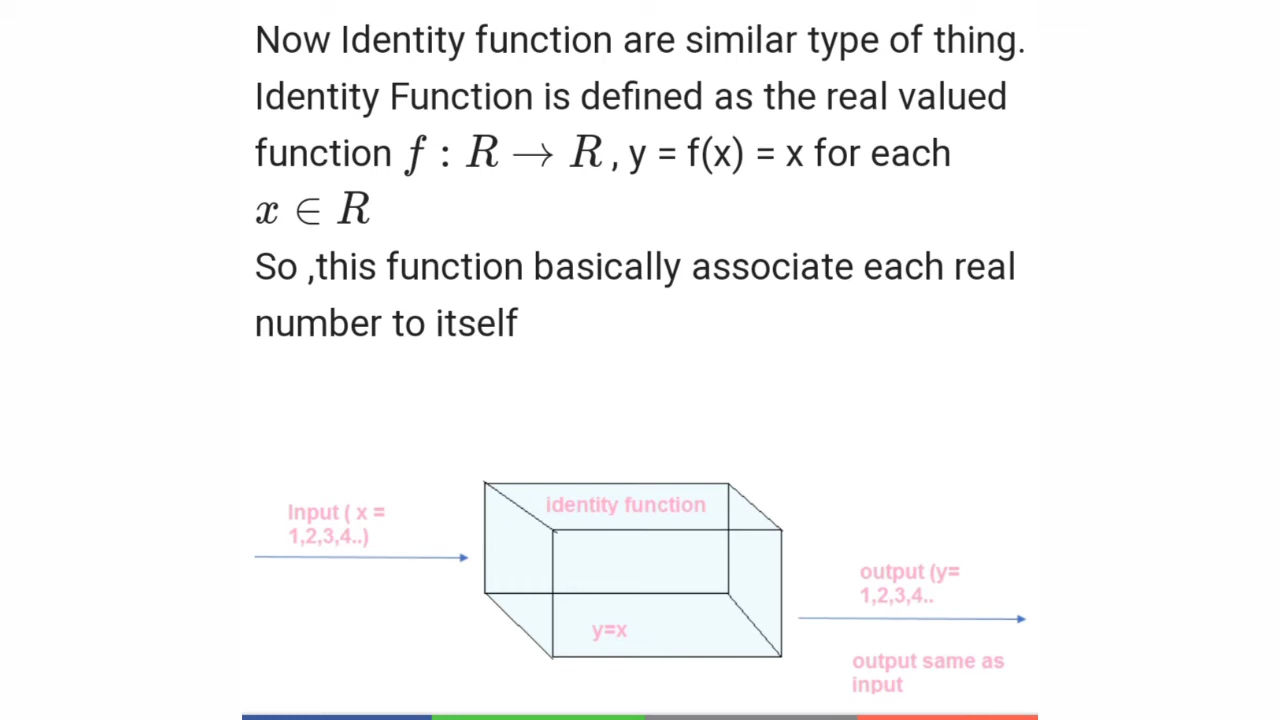 Now Identity function are similar type of thing.
Identity Function is defined as the real valued
function f : R → R , y = f(x) = x for each
x ∈ R
So ,this function basically associate each real
number to itself
identity function
Input ( x =
1,2,3,4..)
output (y=
1,2,3,4..
y=x
output same as
input